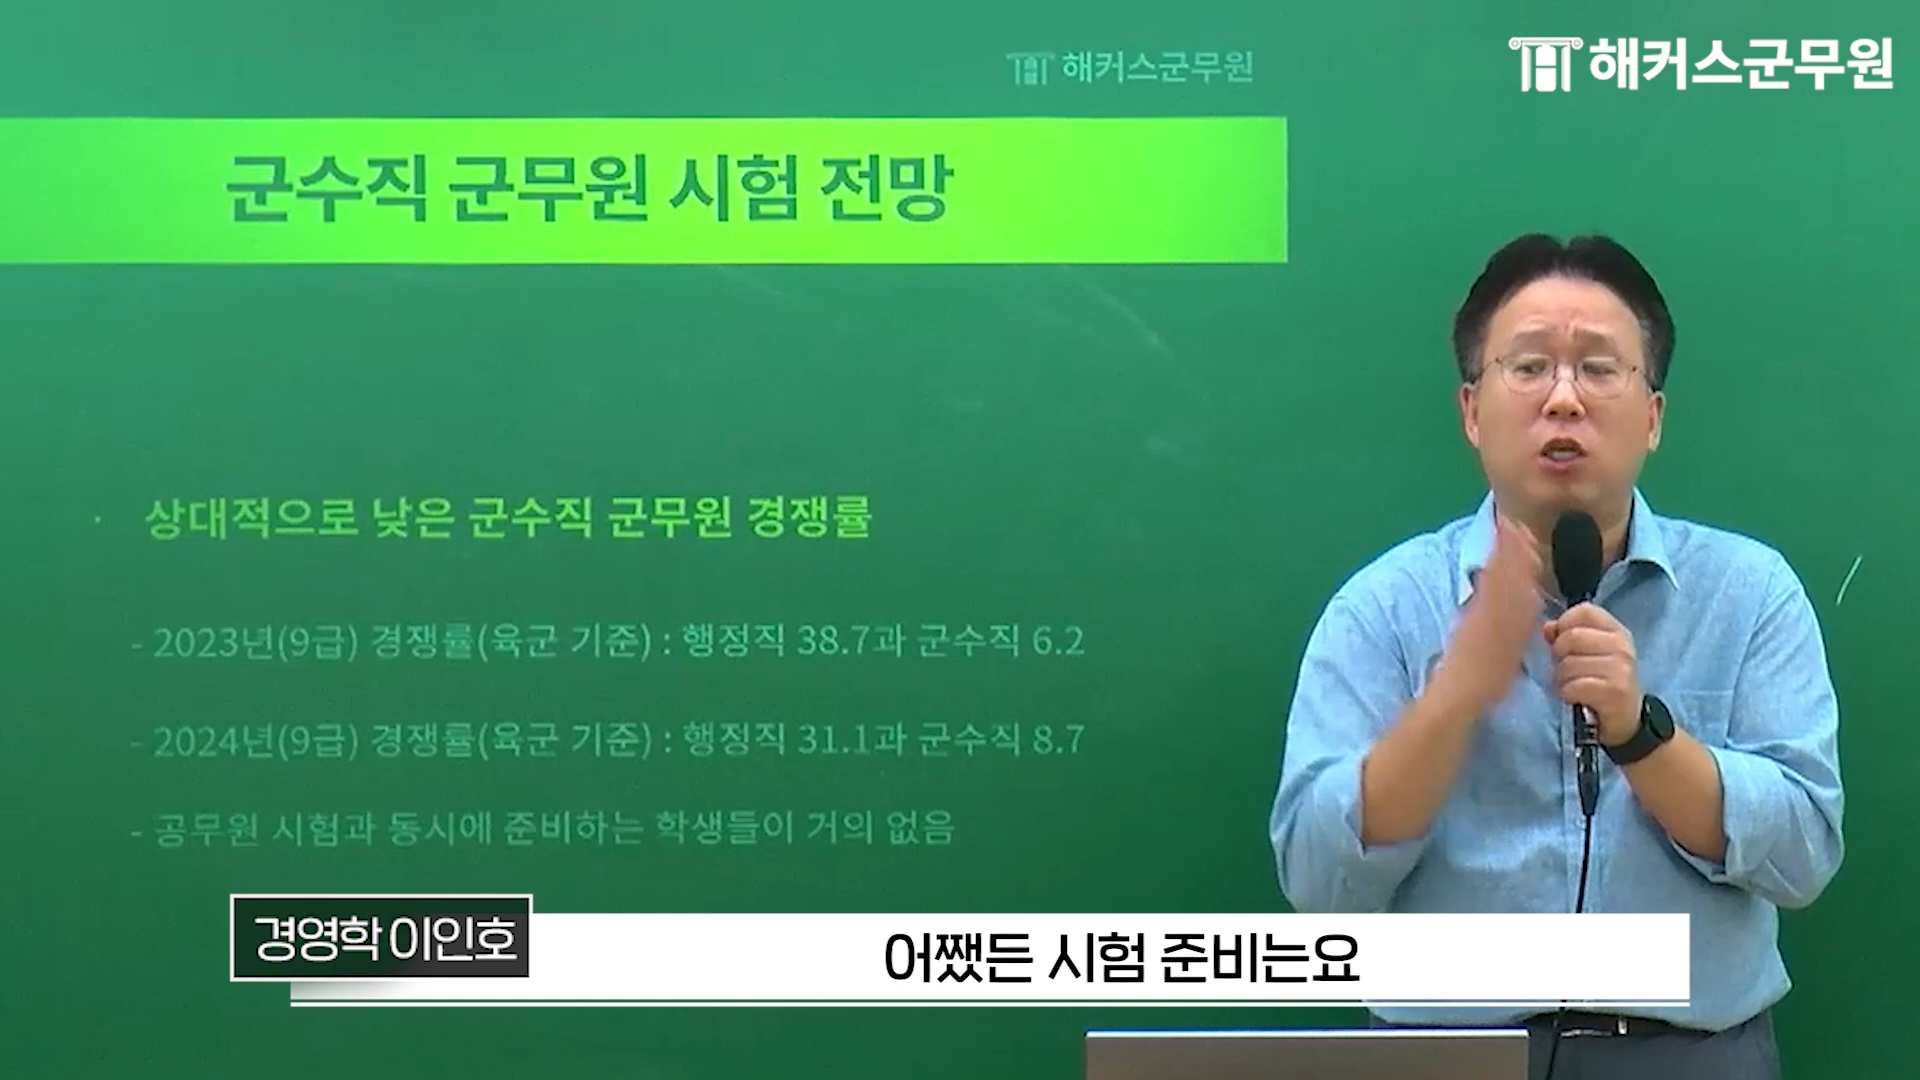 해커스군무원
해커스군무원
군수직 군무원 시험 전망
· 상대적으로 낮은 군수직 군무원 경쟁률
- 2023년(9급) 경쟁률(육군 기준) : 행정직 38.7과 군수직 6.2
- 2024년(9급) 경쟁률(육군 기준) : 행정직 31.1과 군수직 8.7
- 공무원 시험과 동시에 준비하는 학생들이 거의 없음
경영학 이인호
어쨌든 시험 준비는요